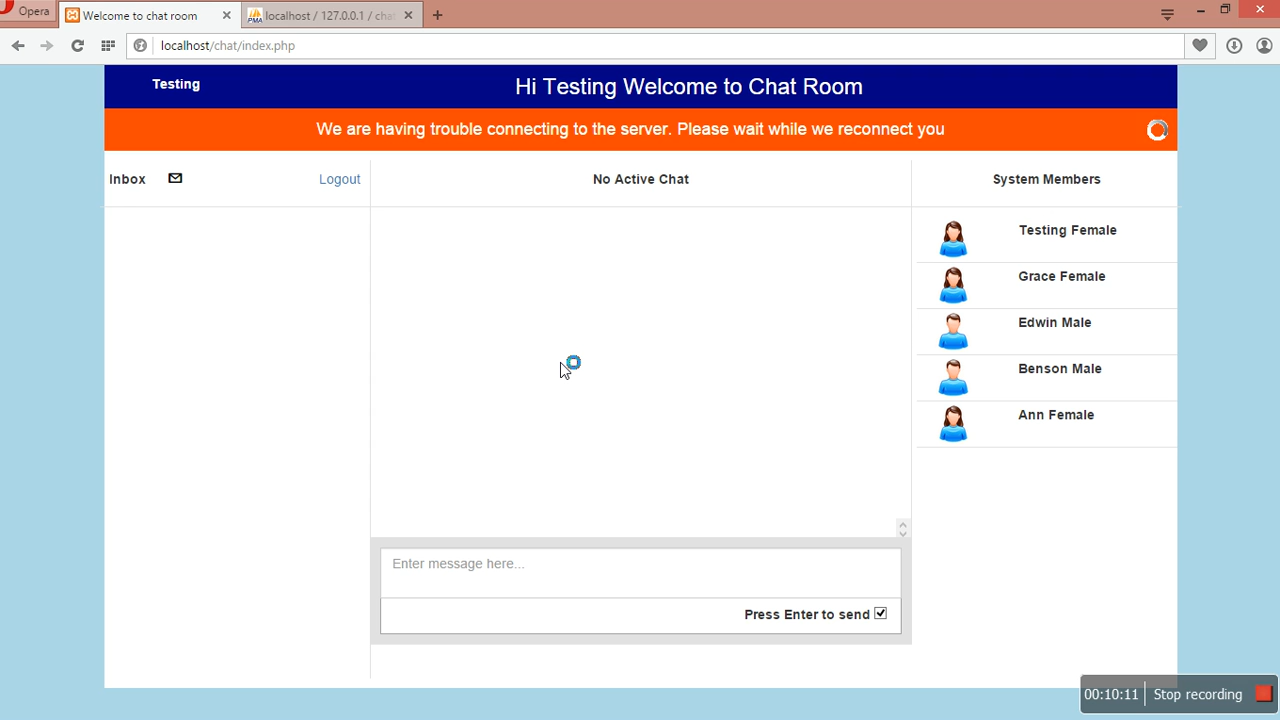 Opera
Welcome to chat room
PMA
localhost / 127.0.0.1 / cha
localhost/chat/index.php
Testing
Hi Testing Welcome to Chat Room
We are having trouble connecting to the server. Please wait while we reconnect you
Inbox
Logout
No Active Chat
System Members
Testing Female
Grace Female
Edwin Male
Benson Male
Ann Female
Enter message here...
Press Enter to send
00:10:11
Stop recording